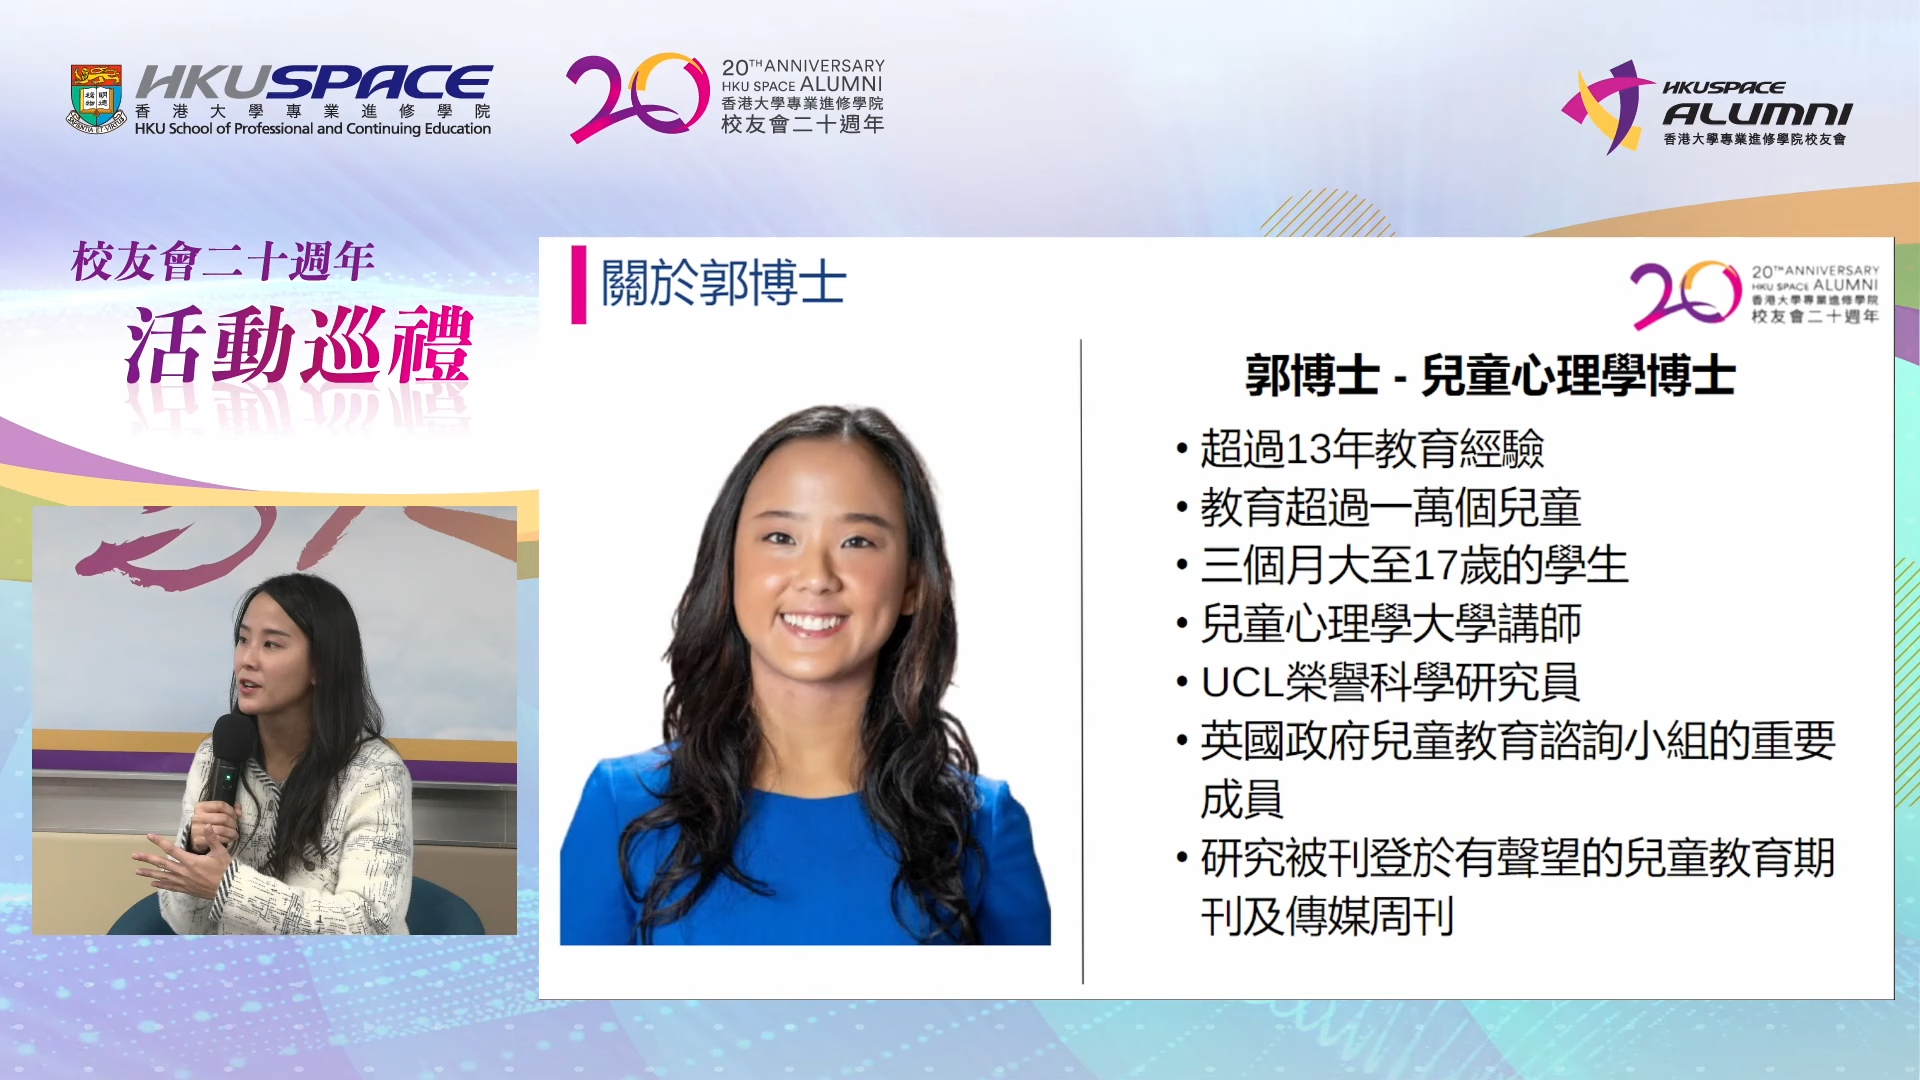 HKUSPACE
香港大學專業進修學院
HKU School of Professional and Continuing Education
20
20TH ANNIVERSARY
HKU SPACE ALUMNI
香港大學專業進修學院
校友會二十週年
HKUSPACE
ALUMNI
香港大學專業進修學院校友會
校友會二十週年
活動巡禮
關於郭博士
20
20TH ANNIVERSARY
HKU SPACE ALUMNI
香港大學專業進修學院
校友會二十週年
郭博士 - 兒童心理學博士
• 超過13年教育經驗
• 教育超過一萬個兒童
• 三個月大至17歲的學生
• 兒童心理學大學講師
• UCL榮譽科學研究員
• 英國政府兒童教育諮詢小組的重要
成員
• 研究被刊登於有聲望的兒童教育期
刊及傳媒周刊